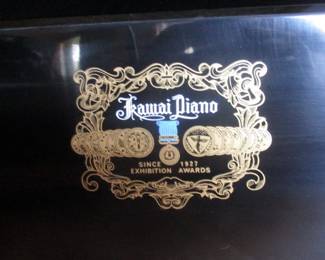 Kawai Piano
SINCE 1927
EXHIBITION AWARDS